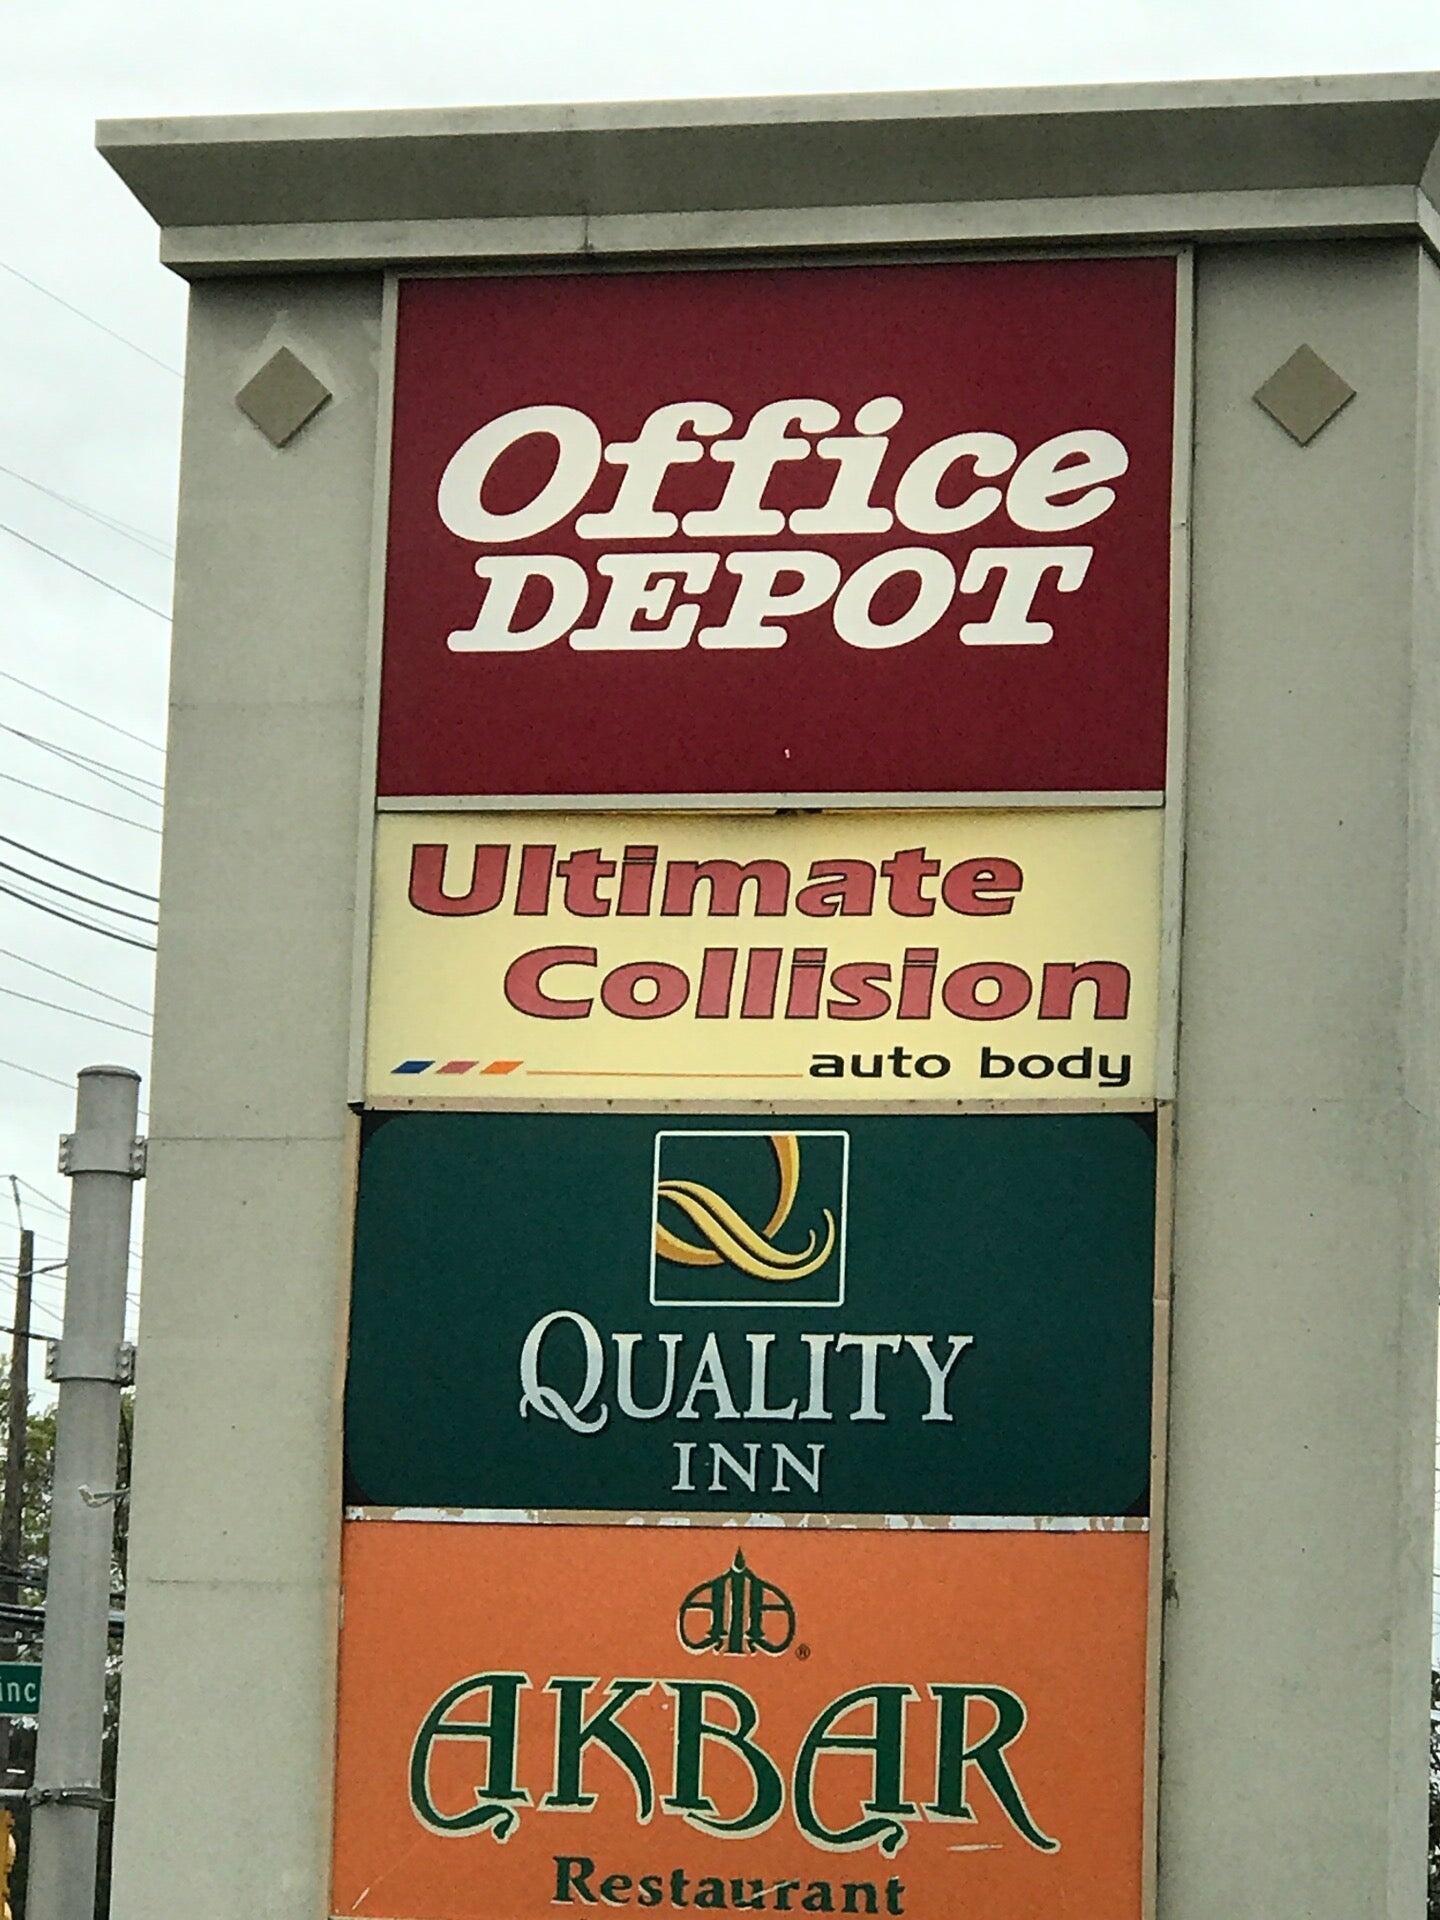 Office
DEPOT
Ultimate
Collision
auto body
QUALITY
INN
®
AKBAR
Restaurant